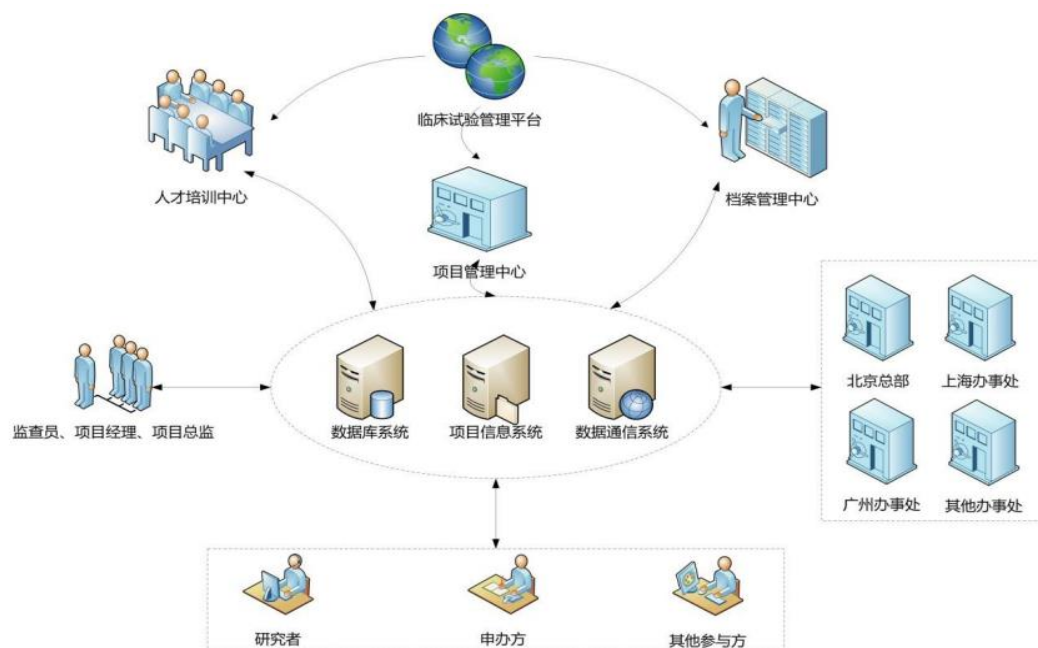 临床试验管理平台
人才培训中心
档案管理中心
项目管理中心
北京总部
上海办事处
监查员、项目经理、项目总监
数据库系统
项目信息系统
数据通信系统
广州办事处
其他办事处
研究者
申办方
其他参与方